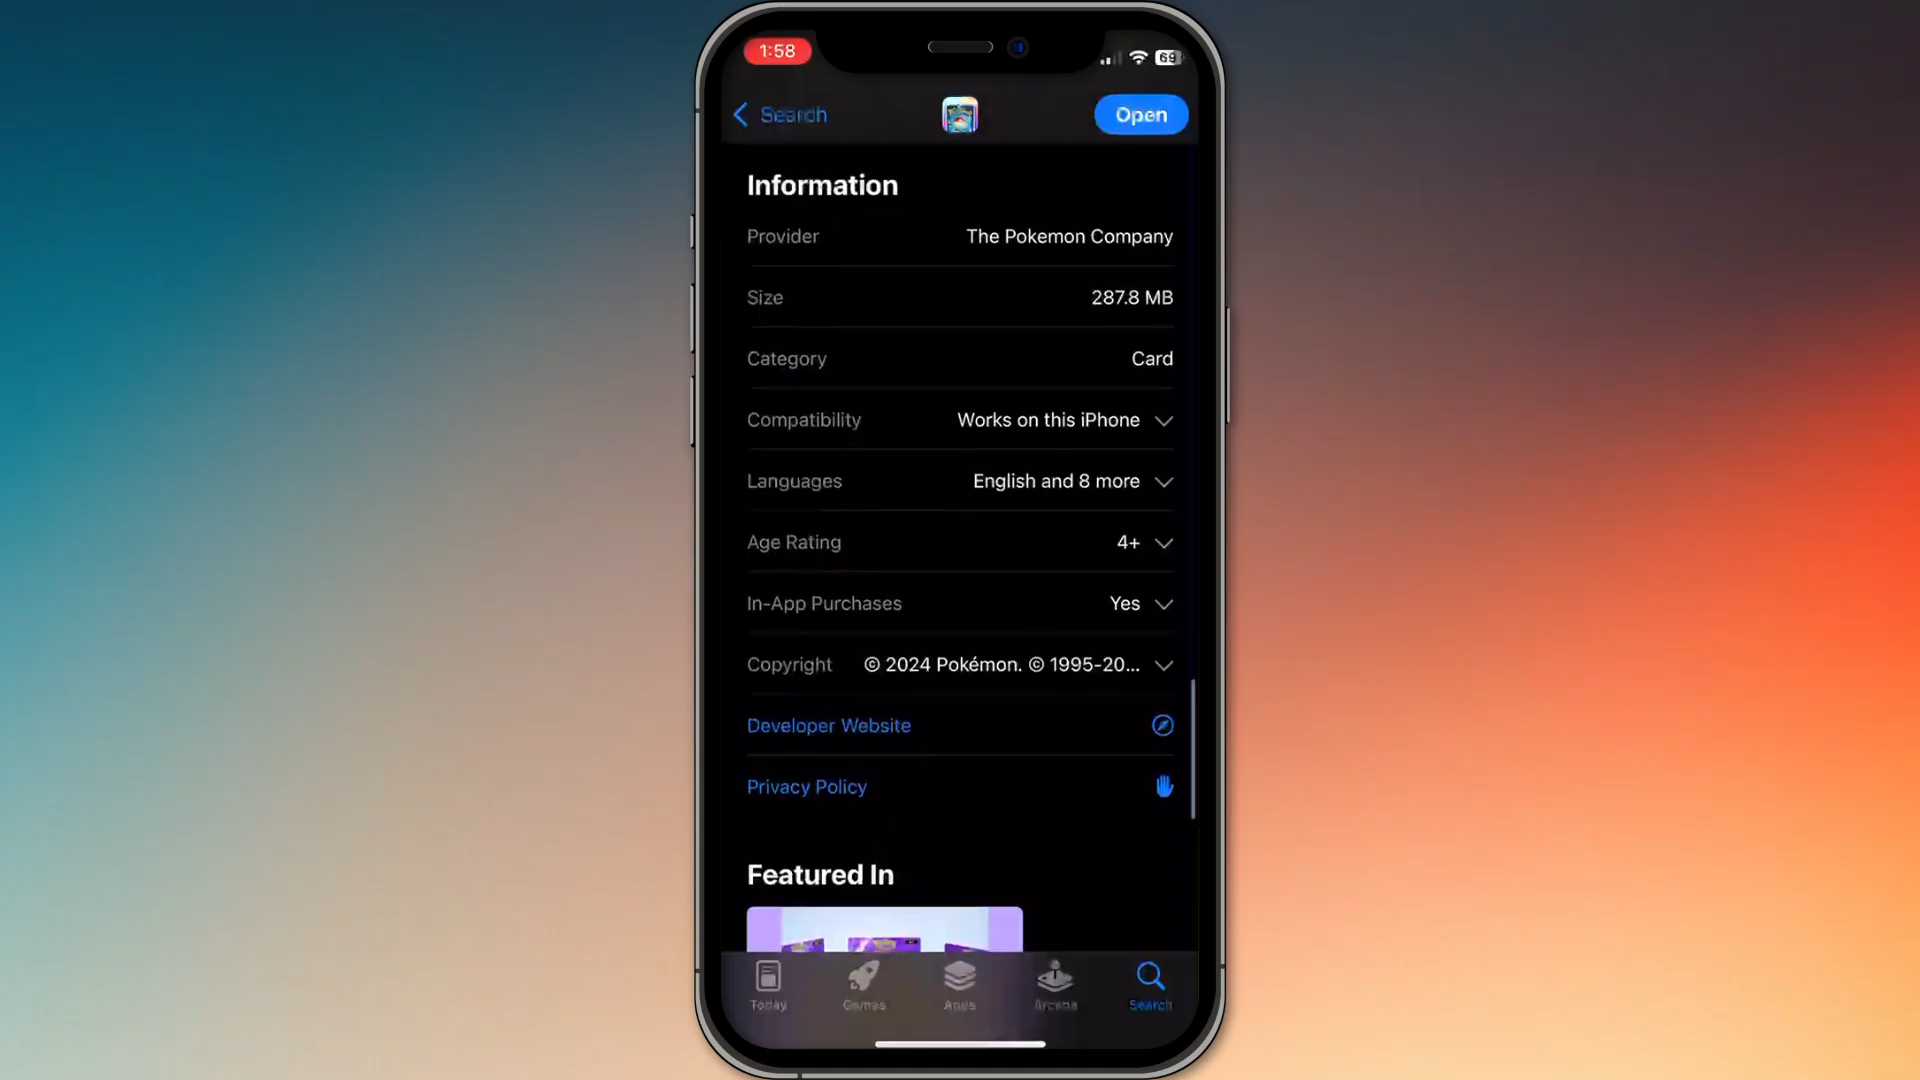 1:58
69
Search
Open
Information
Provider The Pokemon Company
Size 287.8 MB
Category Card
Compatibility Works on this iPhone
Languages English and 8 more
Age Rating 4+
In-App Purchases Yes
Copyright © 2024 Pokémon. © 1995-20...
Developer Website
Privacy Policy
Featured In
Today Games Apps Arcade Search